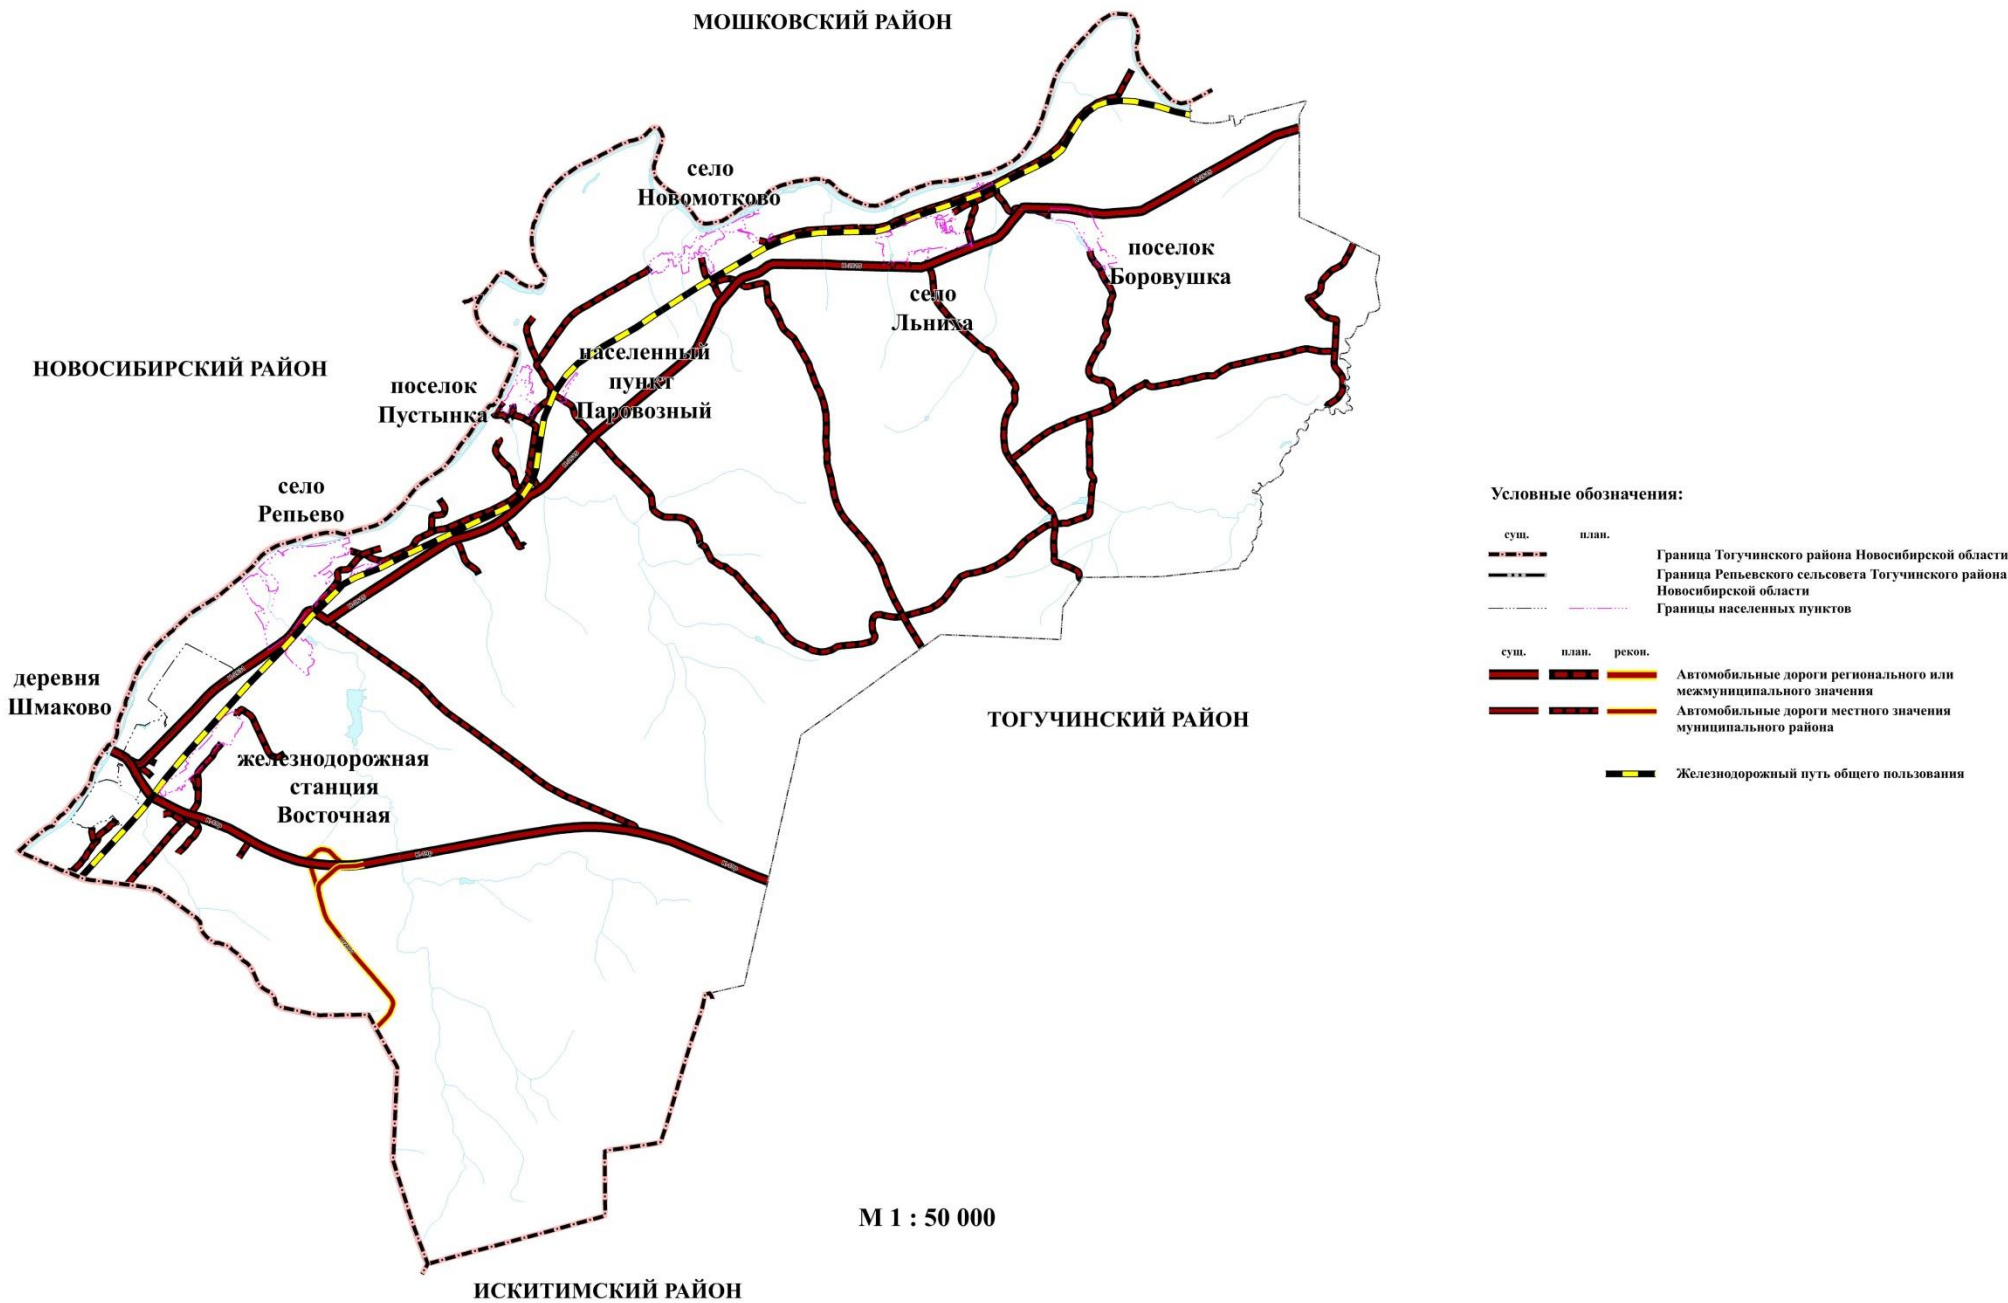 МОШКОВСКИЙ РАЙОН
село
Новомотково
поселок
Боровушка
село
Льниха
НОВОСИБИРСКИЙ РАЙОН
населенный
пункт
Паровозный
поселок
Пустынка
село
Репьево
деревня
Шмаково
железнодорожная
станция
Восточная
ТОГУЧИНСКИЙ РАЙОН
М 1 : 50 000
ИСКИТИМСКИЙ РАЙОН
Условные обозначения:
сущ. план.
Граница Тогучинского района Новосибирской области
Граница Репьевского сельсовета Тогучинского района
Новосибирской области
Границы населенных пунктов
сущ. план. рекон.
Автомобильные дороги регионального или
межмуниципального значения
Автомобильные дороги местного значения
муниципального района
Железнодорожный путь общего пользования